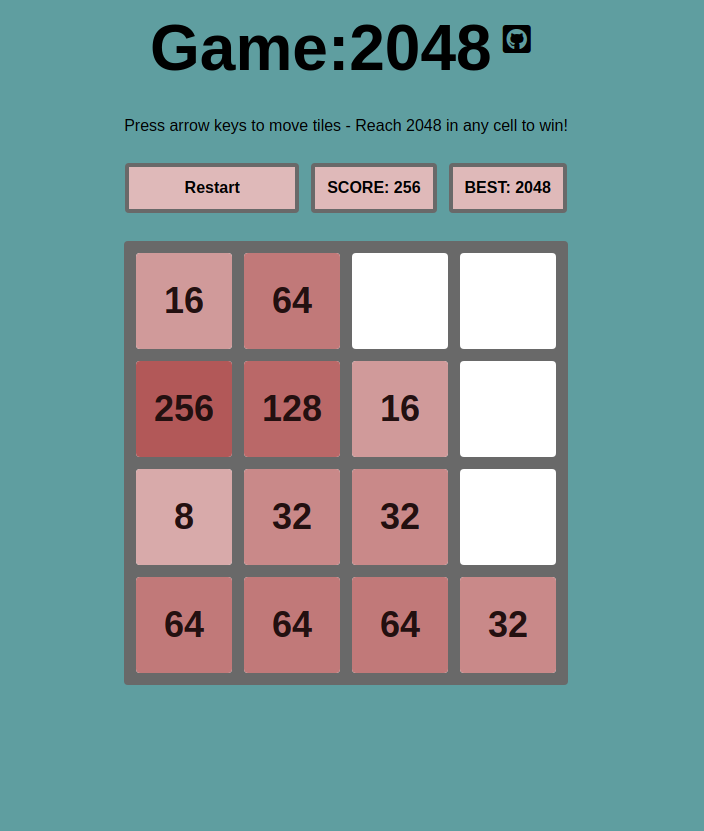 Game:2048
Press arrow keys to move tiles - Reach 2048 in any cell to win!
Restart SCORE: 256 BEST: 2048
16 64
256 128 16
8 32 32
64 64 64 32